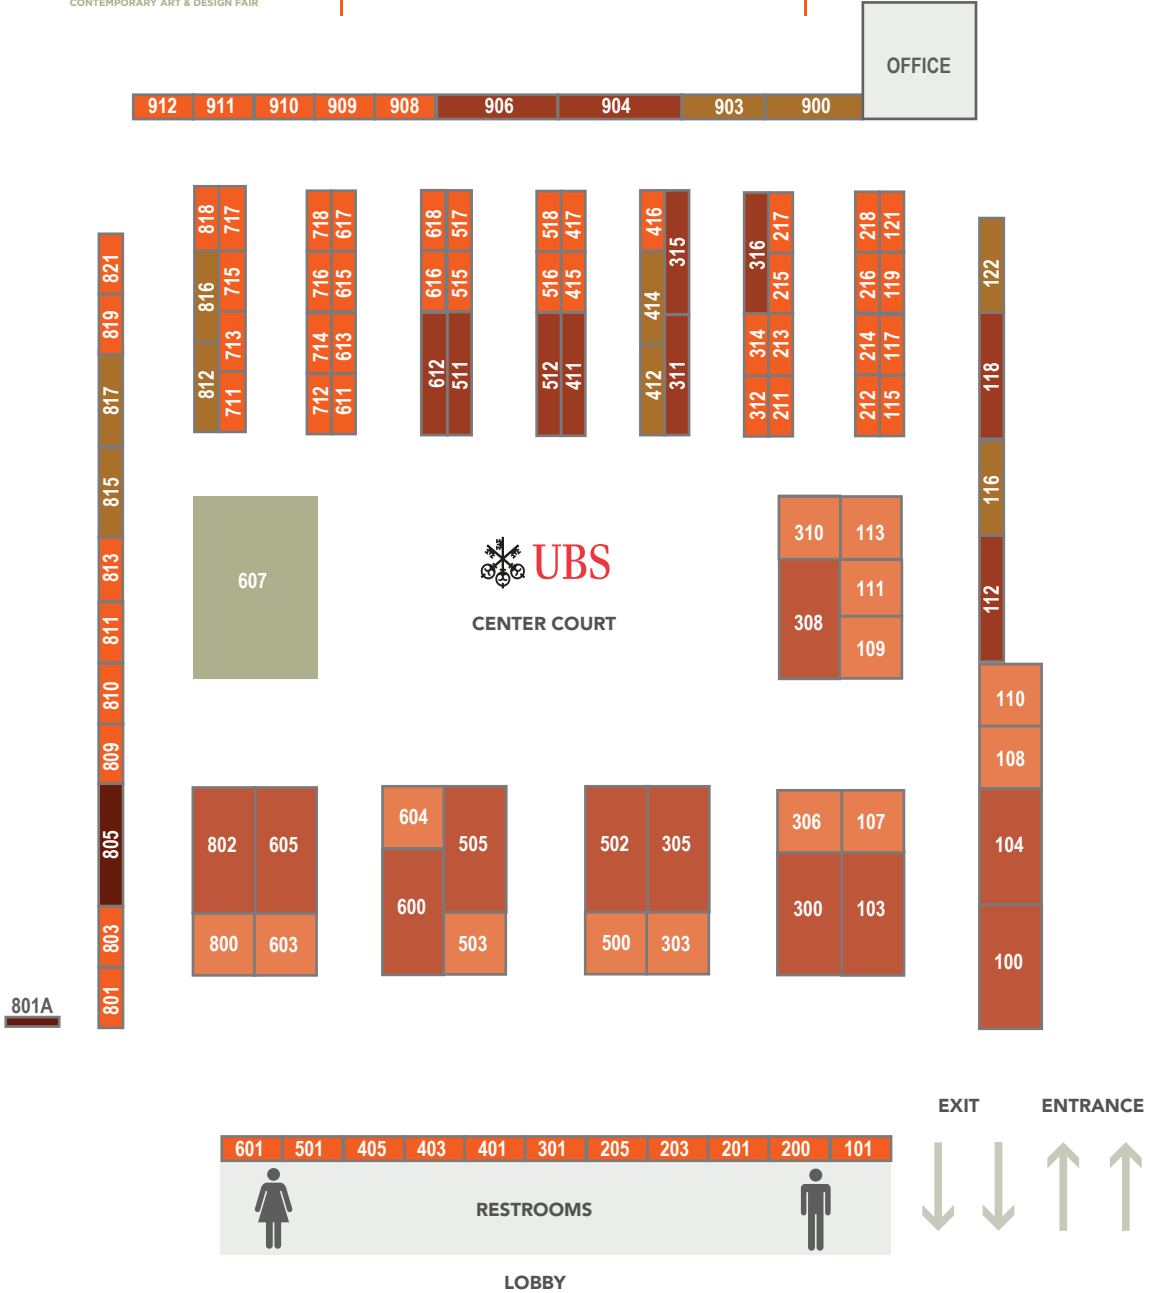 CONTEMPORARY ART & DESIGN FAIR
OFFICE
912 911 910 909 908 906 904 903 900
818 717 718 617 618 517 518 417 416 315 316 217 218 121
821 816 715 716 615 616 515 516 415 414 215 216 119 122
819 713 714 613 314 213 214 117
817 812 711 712 611 612 511 512 411 412 311 312 211 212 115 118
815 116
813 607 UBS 310 113
811 CENTER COURT 308 111 112
109
810 110
809 108
805 802 605 604 505 502 305 306 107 104
600 300 103
803 800 603 503 500 303 100
801A 801
EXIT ENTRANCE
601 501 405 403 401 301 205 203 201 200 101
RESTROOMS
LOBBY